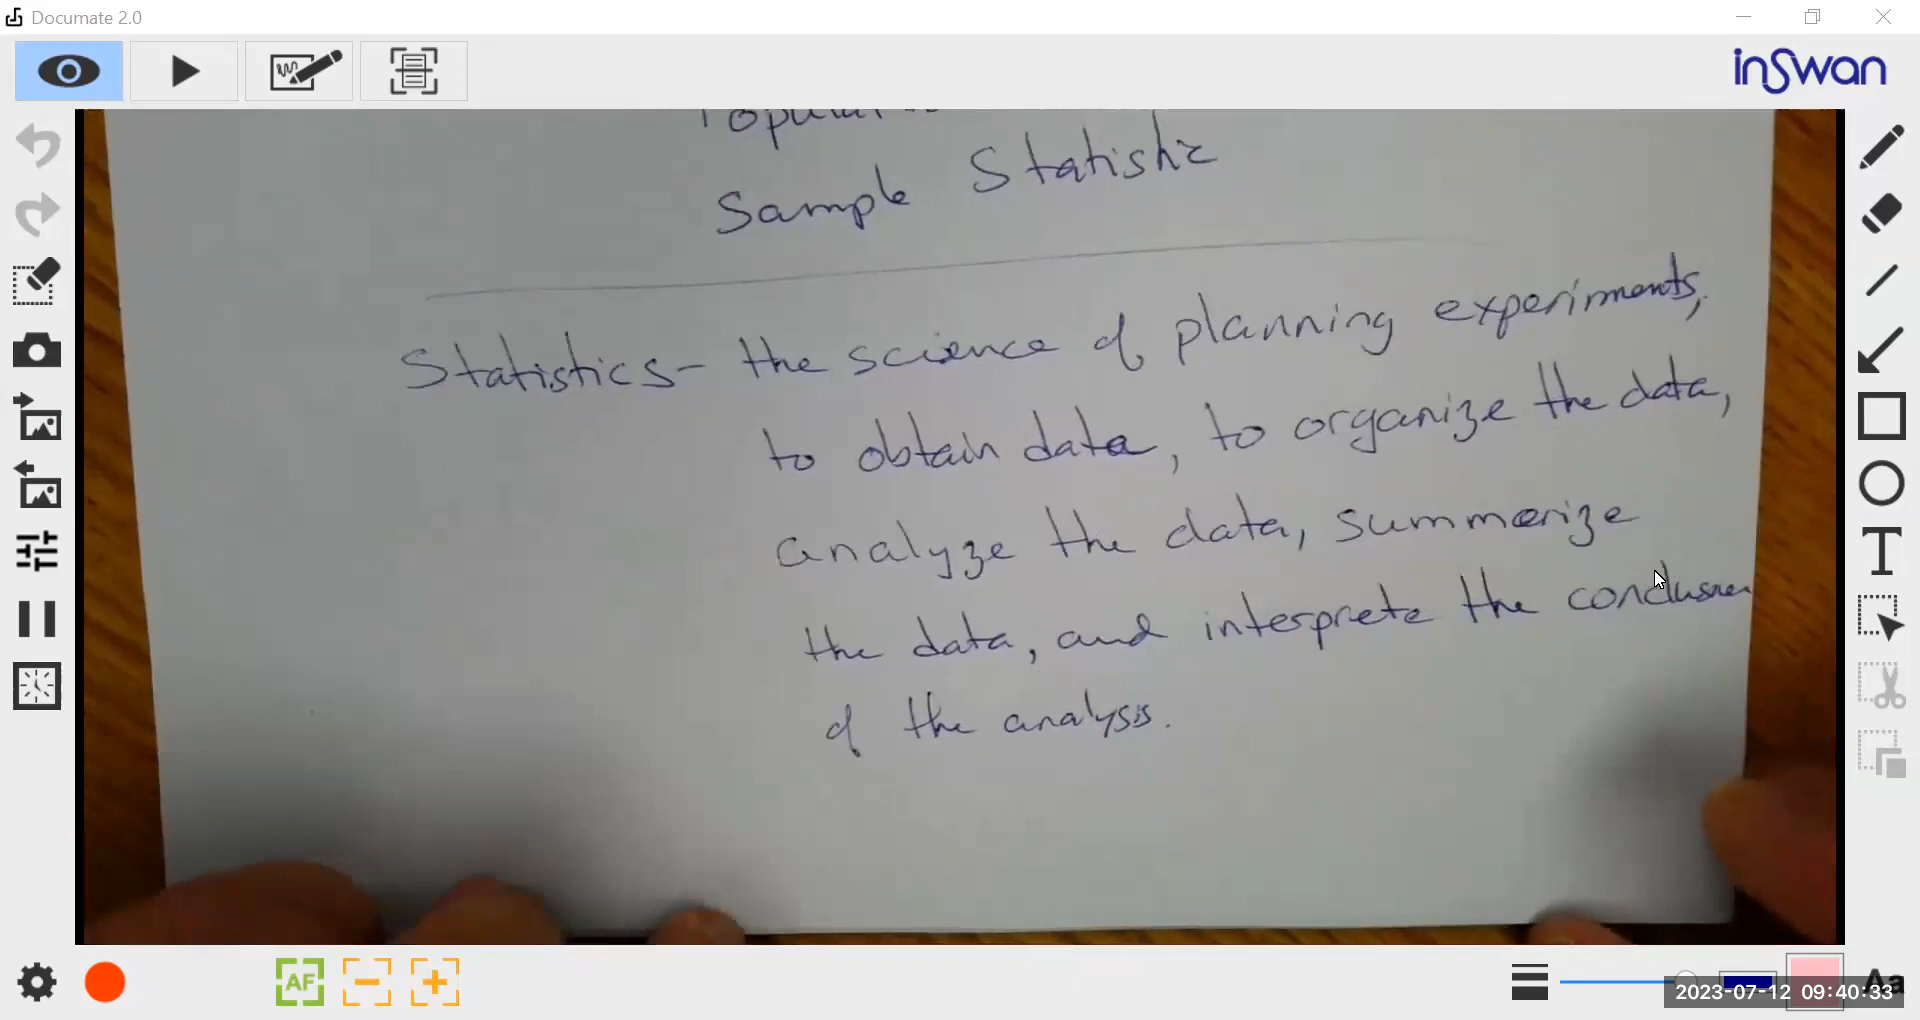 Documate 2.0
inSwan
Sample Statistic
Statistics- the science of planning experiments,
to obtain data, to organize the data,
analyze the data, summarize
the data, and interprete the conclusion
of the analysis.
AF
T
Aa
2023-07-12 09:40:33